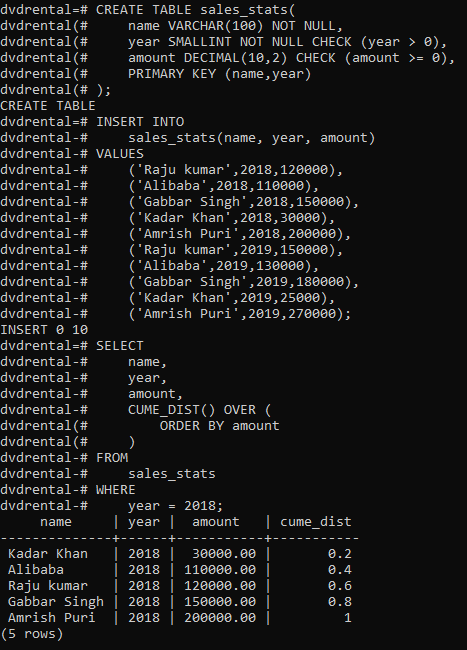 dvdrental=# CREATE TABLE sales_stats(
dvdrental(#     name VARCHAR(100) NOT NULL,
dvdrental(#     year SMALLINT NOT NULL CHECK (year > 0),
dvdrental(#     amount DECIMAL(10,2) CHECK (amount >= 0),
dvdrental(#     PRIMARY KEY (name,year)
dvdrental(# );
CREATE TABLE
dvdrental=# INSERT INTO
dvdrental-#     sales_stats(name, year, amount)
dvdrental-# VALUES
dvdrental-#     ('Raju kumar',2018,120000),
dvdrental-#     ('Alibaba',2018,110000),
dvdrental-#     ('Gabbar Singh',2018,150000),
dvdrental-#     ('Kadar Khan',2018,30000),
dvdrental-#     ('Amrish Puri',2018,200000),
dvdrental-#     ('Raju kumar',2019,150000),
dvdrental-#     ('Alibaba',2019,130000),
dvdrental-#     ('Gabbar Singh',2019,180000),
dvdrental-#     ('Kadar Khan',2019,25000),
dvdrental-#     ('Amrish Puri',2019,270000);
INSERT 0 10
dvdrental=# SELECT
dvdrental-#     name,
dvdrental-#     year,
dvdrental-#     amount,
dvdrental-#     CUME_DIST() OVER (
dvdrental(#         ORDER BY amount
dvdrental(#     )
dvdrental-# FROM
dvdrental-#     sales_stats
dvdrental-# WHERE
dvdrental-#     year = 2018;
     name     | year |  amount   | cume_dist
--------------+------+-----------+-----------
 Kadar Khan   | 2018 |  30000.00 |       0.2
 Alibaba      | 2018 | 110000.00 |       0.4
 Raju kumar   | 2018 | 120000.00 |       0.6
 Gabbar Singh | 2018 | 150000.00 |       0.8
 Amrish Puri  | 2018 | 200000.00 |         1
(5 rows)